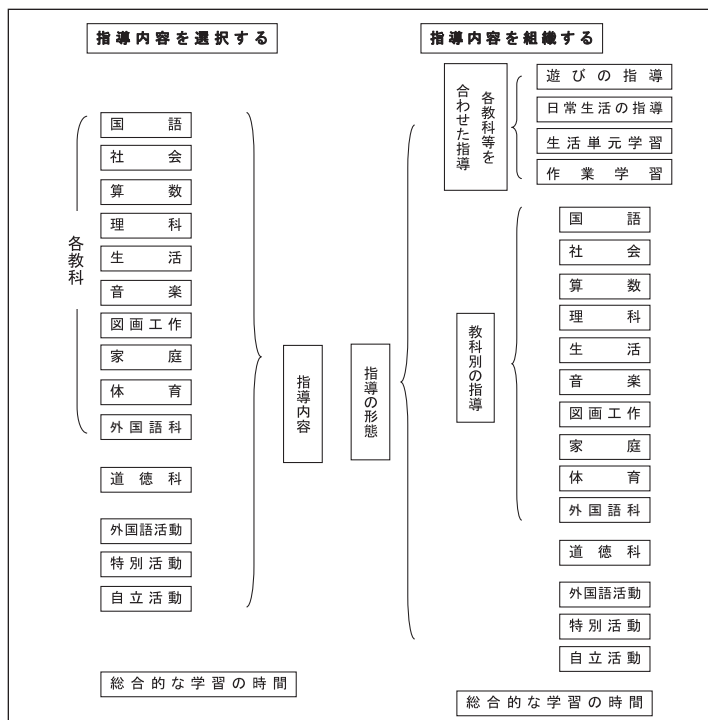 指導内容を選択する
各教科
国語
社会
算数
理科
生活
音楽
図画工作
家庭
体育
外国語科
道徳科
外国語活動
特別活動
自立活動
総合的な学習の時間
指導内容
指導内容を組織する
指導の形態
各教科等を
合わせた指導
遊びの指導
日常生活の指導
生活単元学習
作業学習
教科別の指導
国語
社会
算数
理科
生活
音楽
図画工作
家庭
体育
外国語科
道徳科
外国語活動
特別活動
自立活動
総合的な学習の時間